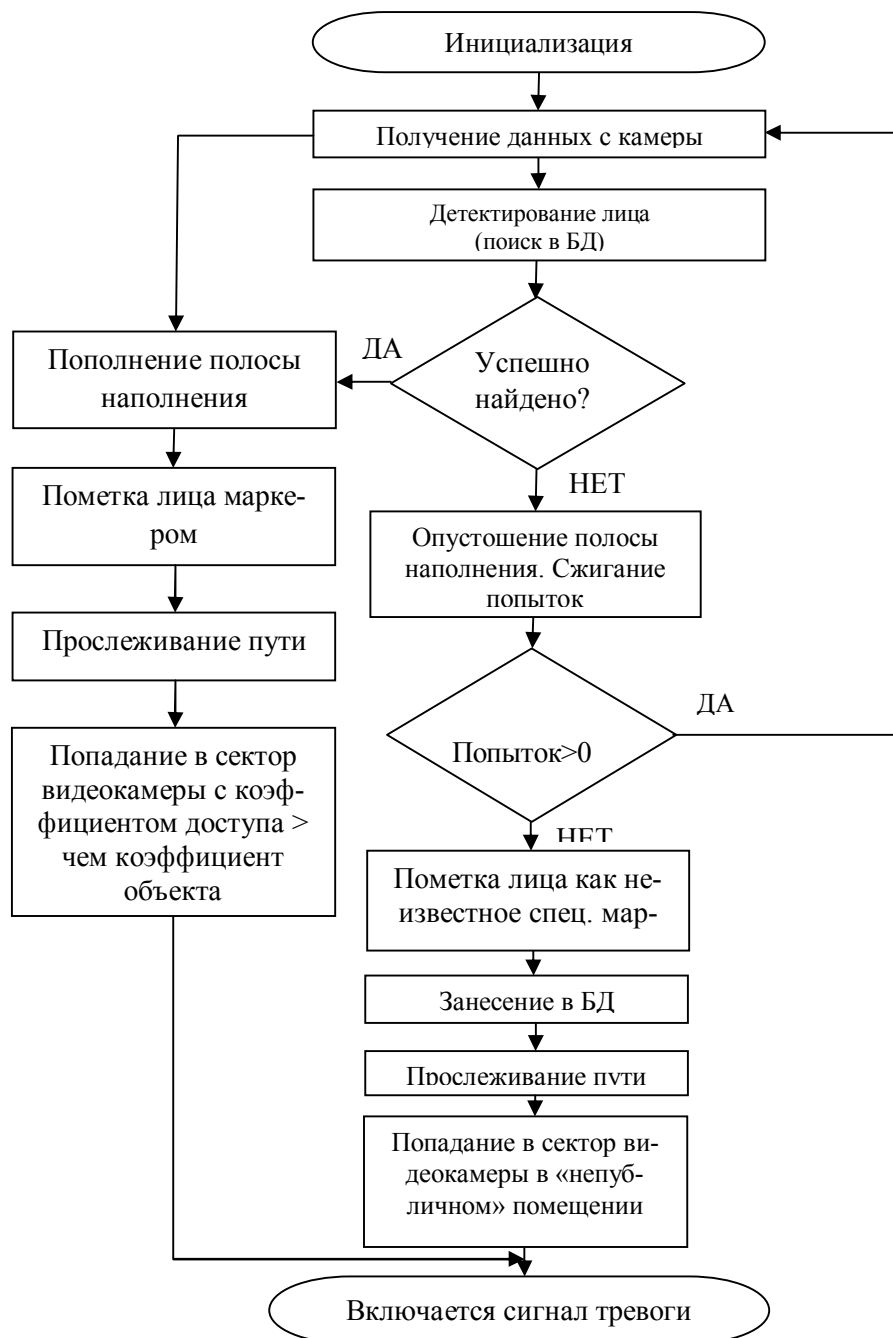 Инициализация
Получение данных с камеры
Детектирование лица
(поиск в БД)
Успешно
найдено?
ДА
Пополнение полосы
наполнения
НЕТ
Пометка лица марке-
ром
Опустошение полосы
наполнения. Сжигание
попыток
Прослеживание пути
Попыток>0
ДА
Попадание в сектор
видеокамеры с коэф-
фициентом доступа >
чем коэффициент
объекта
НЕТ
Пометка лица как не-
известное спец. мар-
Занесение в БД
Прослеживание пути
Попадание в сектор ви-
деокамеры в «непуб-
личном» помещении
Включается сигнал тревоги